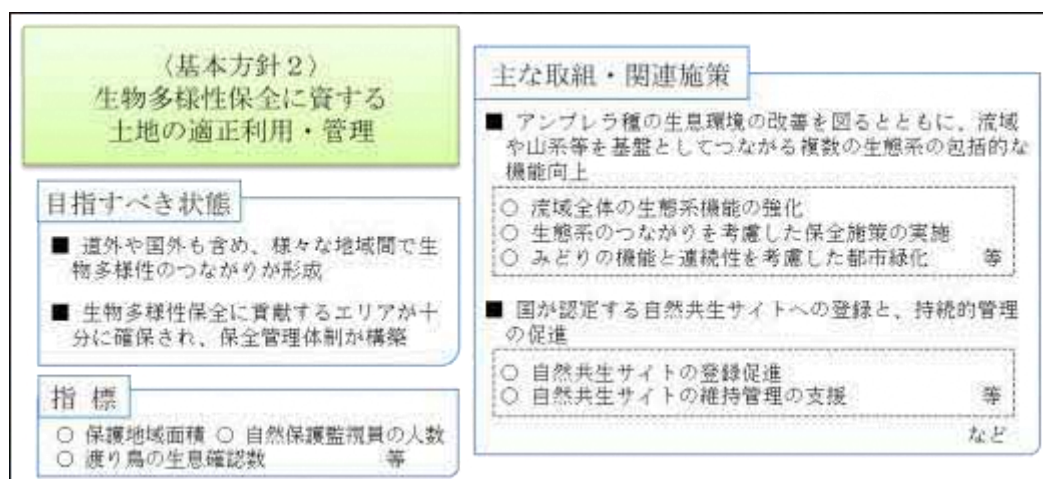 〈基本方針２〉
生物多様性保全に資する
土地の適正利用・管理
目指すべき状態
■ 道外や国外も含め、様々な地域間で生
物多様性のつながりが形成
■ 生物多様性保全に貢献するエリアが十
分に確保され、保全管理体制が構築
指 標
○ 保護地域面積 ○ 自然保護監視員の人数
○ 渡り鳥の生息確認数 等
主な取組・関連施策
■ アンブレラ種の生息環境の改善を図るとともに、流域
や山系等を基盤としてつながる複数の生態系の包括的な
機能向上
○ 流域全体の生態系機能の強化
○ 生態系のつながりを考慮した保全施策の実施
○ みどりの機能と連続性を考慮した都市緑化 等
■ 国が認定する自然共生サイトへの登録と、持続的管理
の促進
○ 自然共生サイトの登録促進
○ 自然共生サイトの維持管理の支援 等
など